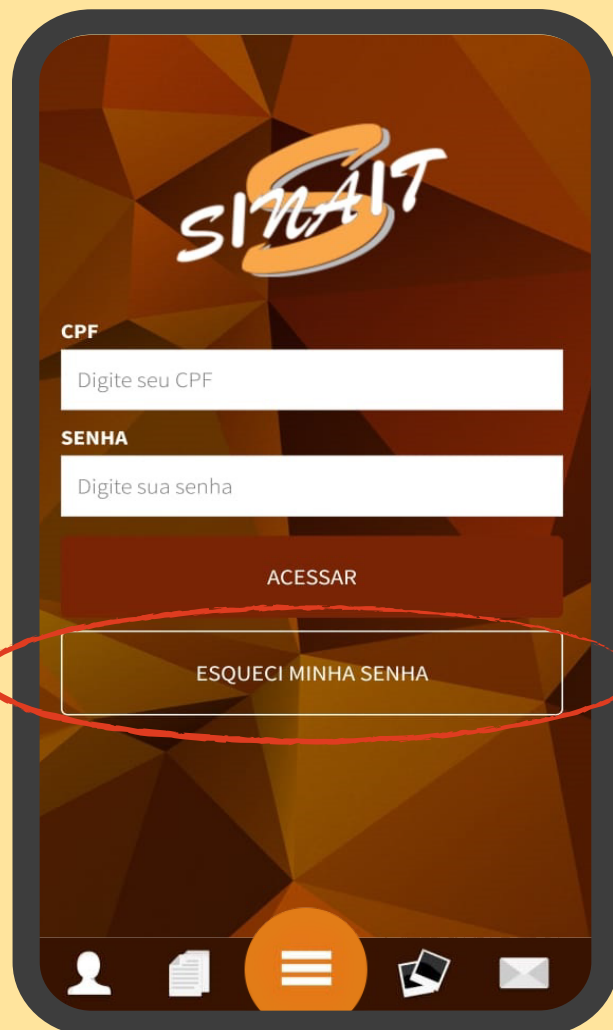 SINAIT
CPF
Digite seu CPF
SENHA
Digite sua senha
ACESSAR
ESQUECI MINHA SENHA